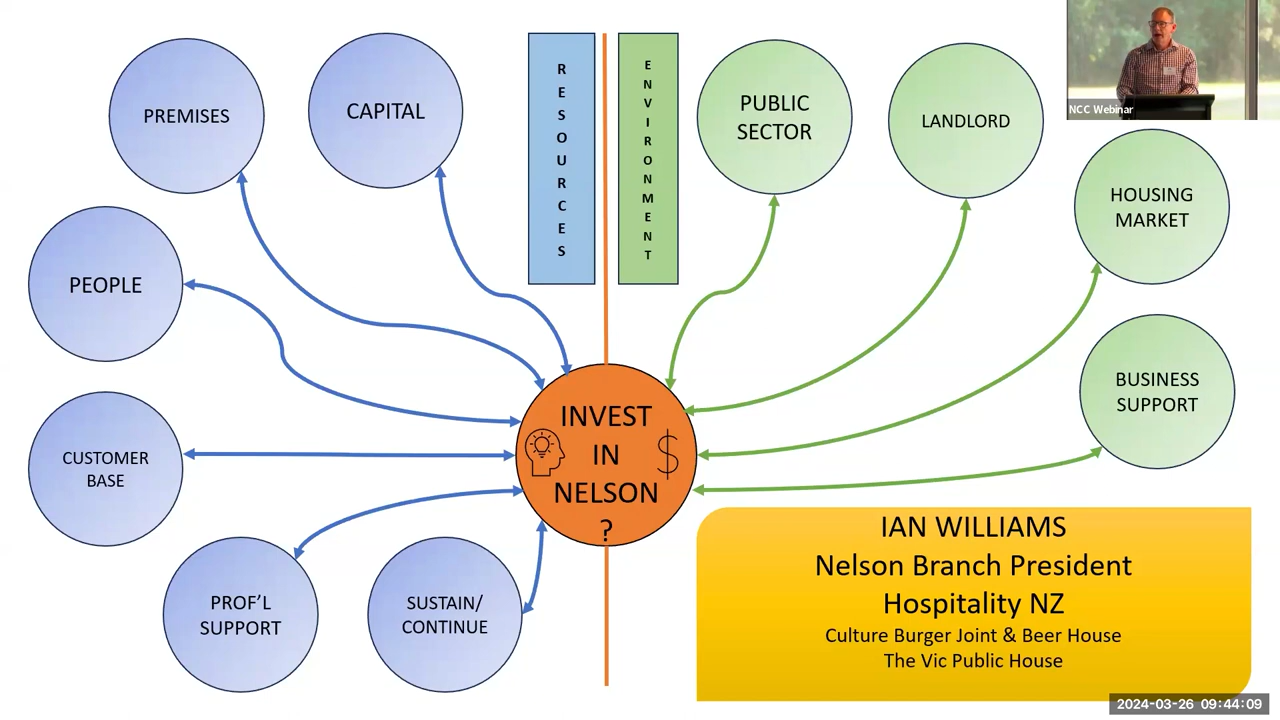 PREMISES
CAPITAL
RESOURCES
ENVIRONMENT
PUBLIC
SECTOR
LANDLORD
NCC Webinar
HOUSING
MARKET
PEOPLE
BUSINESS
SUPPORT
CUSTOMER
BASE
INVEST
IN
$
NELSON
?
PROF'L
SUPPORT
SUSTAIN/
CONTINUE
IAN WILLIAMS
Nelson Branch President
Hospitality NZ
Culture Burger Joint & Beer House
The Vic Public House
2024-03-26 09:44:09